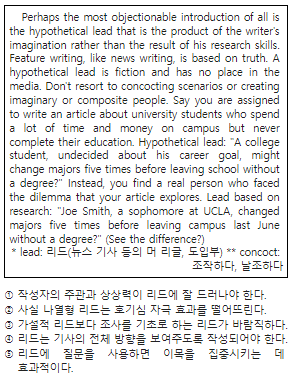 Perhaps the most objectionable introduction of all is
the hypothetical lead that is the product of the writer's
imagination rather than the result of his research skills.
Feature writing, like news writing, is based on truth. A
hypothetical lead is fiction and has no place in the
media. Don't resort to concocting scenarios or creating
imaginary or composite people. Say you are assigned
to write an article about university students who spend
a lot of time and money on campus but never
complete their education. Hypothetical lead: "A college
student, undecided about his career goal, might
change majors five times before leaving school without
a degree?" Instead, you find a real person who faced
the dilemma that your article explores. Lead based on
research: "Joe Smith, a sophomore at UCLA, changed
majors five times before leaving campus last June
without a degree?" (See the difference?)
* lead: 리드(뉴스 기사 등의 머리 글, 도입부) ** concoct:
조작하다, 날조하다
① 작성자의 주관과 상상력이 리드에 잘 드러나야 한다.
② 사실 나열형 리드는 호기심 자극 효과를 떨어뜨린다.
③ 가설적 리드보다 조사를 기초로 하는 리드가 바람직하다.
④ 리드는 기사의 전체 방향을 보여주도록 작성되어야 한다.
⑤ 리드에 질문을 사용하면 이목을 집중시키는 데
효과적이다.